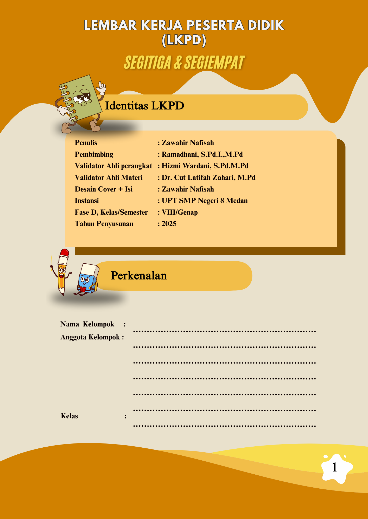 LEMBAR KERJA PESERTA DIDIK
(LKPD)
SEGITIGA & SEGIEMPAT
Identitas LKPD
Penulis : Zawahir Nafisah
Pembimbing : Ramadhani, S.Pd.I.,M.Pd
Validator Ahli perangkat : Hizmi Wardani, S.Pd.M.Pd
Validator Ahli Materi : Dr. Cut Latifah Zahari, M.Pd
Desain Cover + Isi : Zawahir Nafisah
Instansi : UPT SMP Negeri 8 Medan
Fase D, Kelas/Semester : VIII/Genap
Tahun Penyusunan : 2025
Perkenalan
Nama Kelompok :
Anggota Kelompok :
Kelas :
1